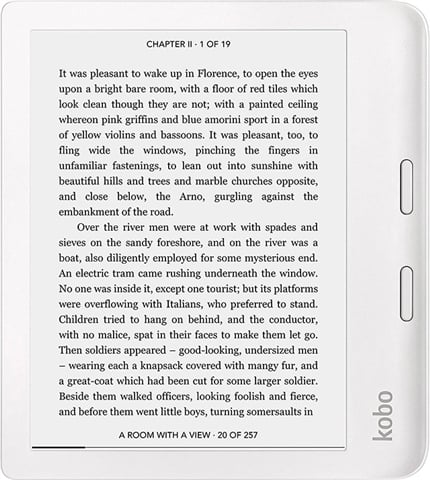 CHAPTER II · 1 OF 19
It was pleasant to wake up in Florence, to open the eyes
upon a bright bare room, with a floor of red tiles which
look clean though they are not; with a painted ceiling
whereon pink griffins and blue amorini sport in a forest
of yellow violins and bassoons. It was pleasant, too, to
fling wide the windows, pinching the fingers in
unfamiliar fastenings, to lean out into sunshine with
beautiful hills and trees and marble churches opposite,
and close below, the Arno, gurgling against the
embankment of the road.
Over the river men were at work with spades and
sieves on the sandy foreshore, and on the river was a
boat, also diligently employed for some mysterious end.
An electric tram came rushing underneath the window.
No one was inside it, except one tourist; but its platforms
were overflowing with Italians, who preferred to stand.
Children tried to hang on behind, and the conductor,
with no malice, spat in their faces to make them let go.
Then soldiers appeared – good-looking, undersized men
– wearing each a knapsack covered with mangy fur, and
a great-coat which had been cut for some larger soldier.
Beside them walked officers, looking foolish and fierce,
and before them went little boys, turning somersaults in
A ROOM WITH A VIEW · 20 OF 257
kobo